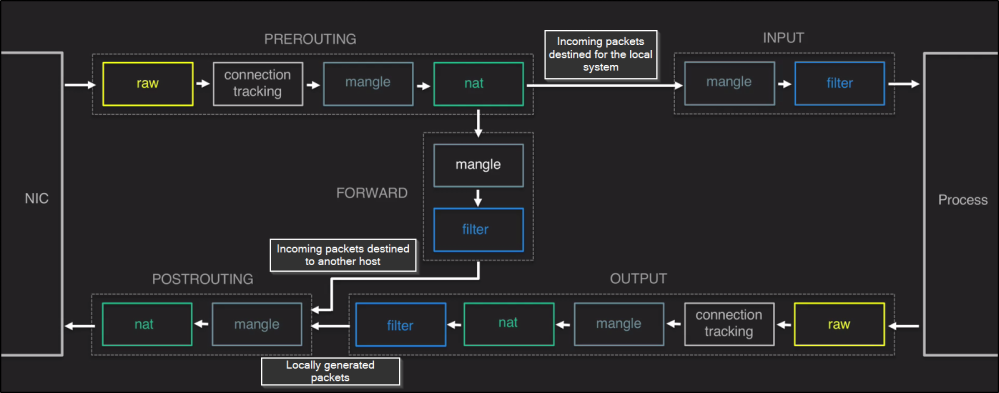 PREROUTING
Incoming packets
destined for the local
system
INPUT
raw
connection
tracking
mangle
nat
mangle
filter
NIC
mangle
FORWARD
filter
Process
Incoming packets destined
to another host
POSTROUTING
OUTPUT
nat
mangle
filter
nat
mangle
connection
tracking
raw
Locally generated
packets